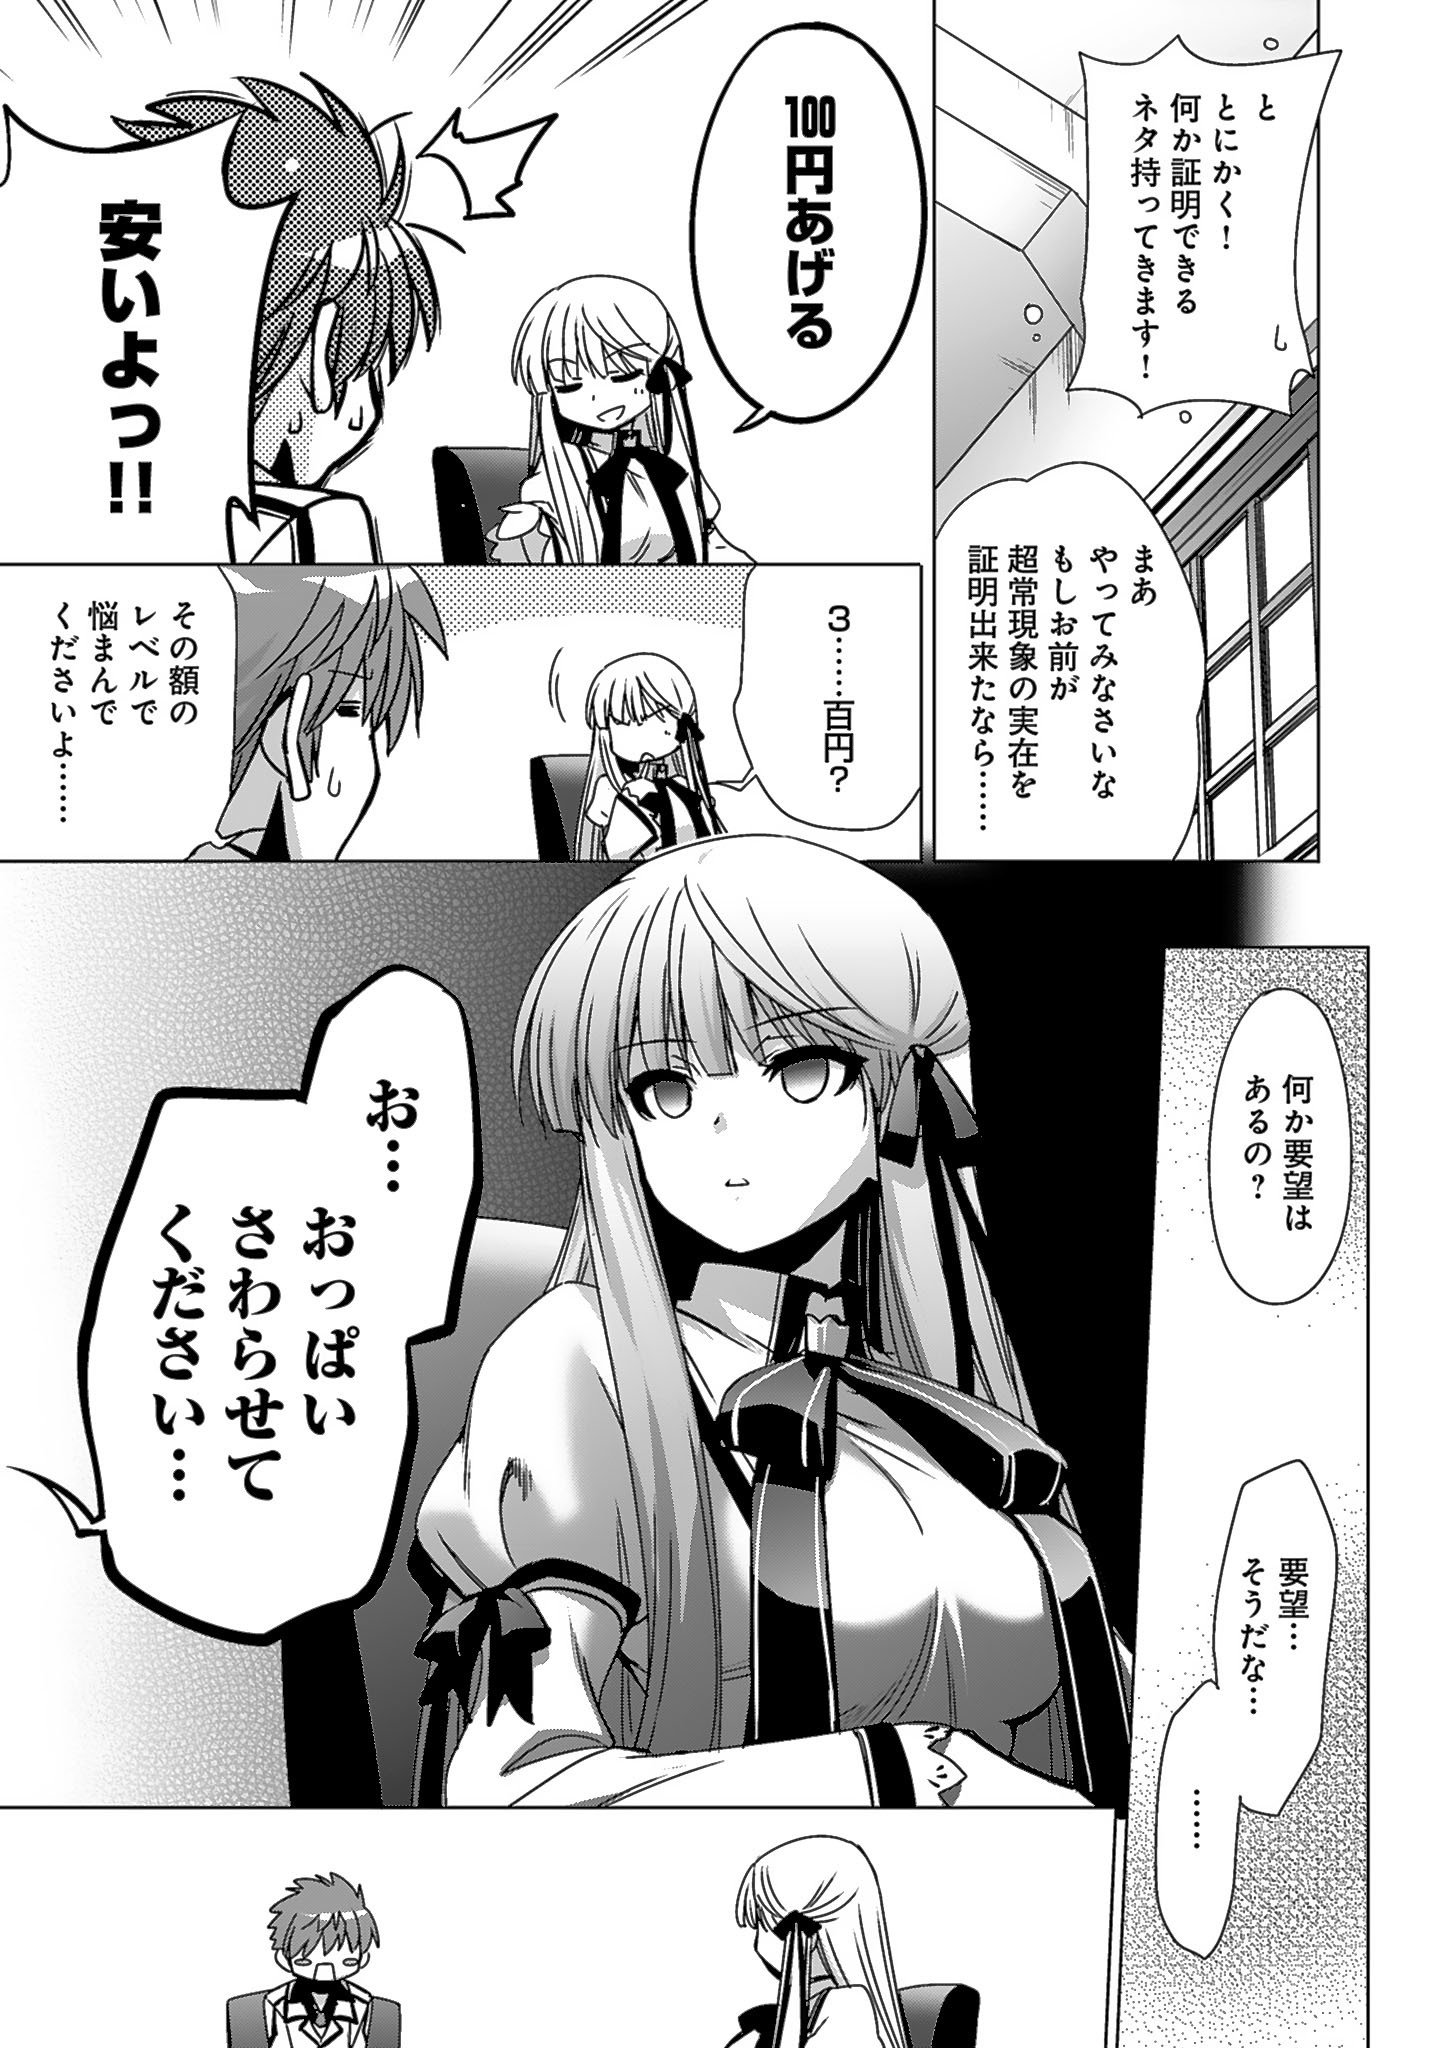 と
とにかく！
何か証明できる
ネタ持ってきます！
まあ
やってみなさいな
もしお前が
超常現象の実在を
証明出来たなら……
100円あげる
安いよっ!!
3……百円？
その額の
レベルで
悩まんで
くださいよ……
何か要望は
あるの？
要望…
そうだな…
……
お…
おっぱい
さわらせて
ください…